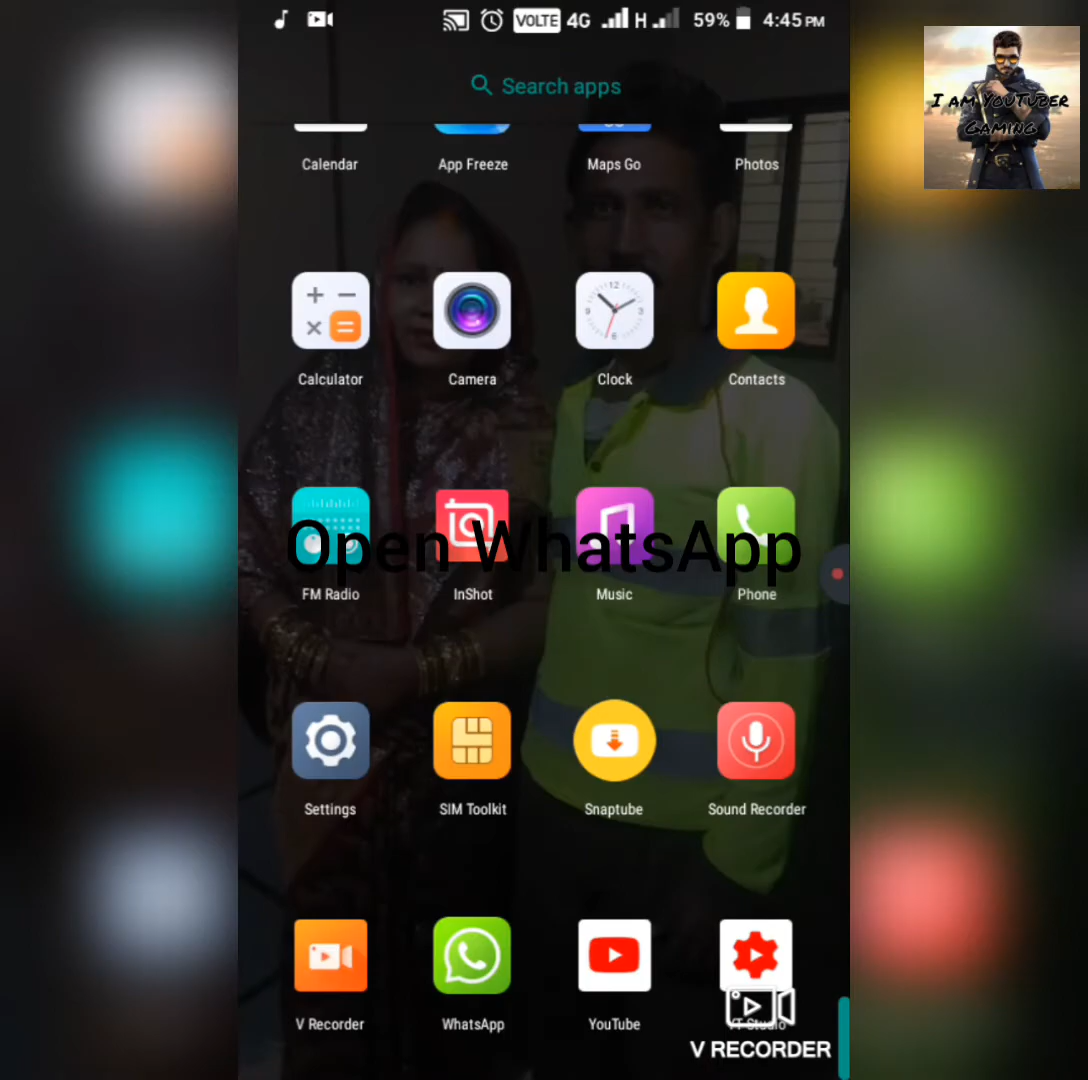 VOLTE 4G H 59% 4:45 PM
Search apps
I AM YOUTUBER
GAMING
Calendar App Freeze Maps Go Photos
Calculator Camera Clock Contacts
Open WhatsApp
FM Radio InShot Music Phone
Settings SIM Toolkit Snaptube Sound Recorder
V Recorder WhatsApp YouTube YT Studio
V RECORDER